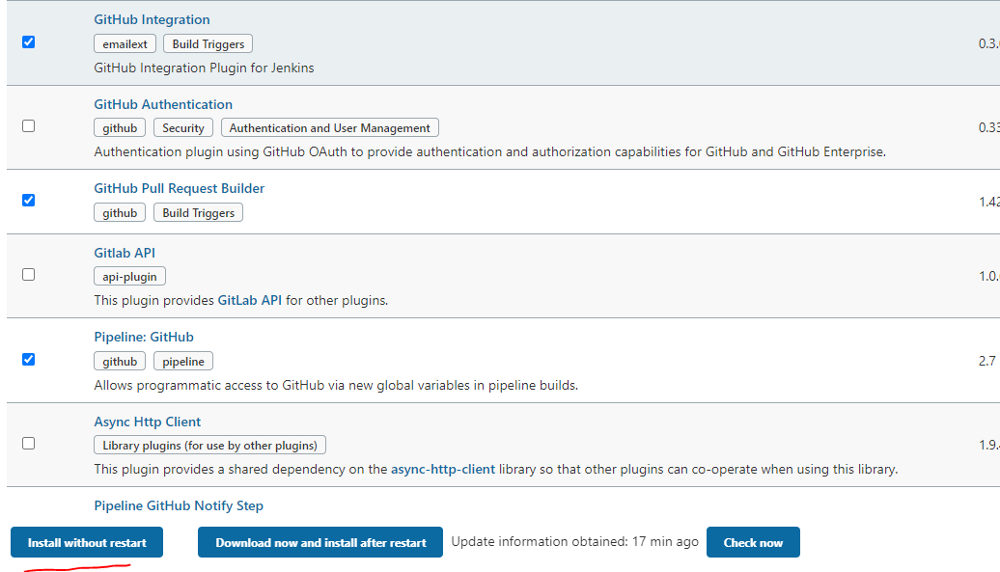 GitHub Integration
emailext Build Triggers
GitHub Integration Plugin for Jenkins
0.3.
GitHub Authentication
github Security Authentication and User Management
0.33
Authentication plugin using GitHub OAuth to provide authentication and authorization capabilities for GitHub and GitHub Enterprise.
GitHub Pull Request Builder
1.42
github Build Triggers
Gitlab API
api-plugin
1.0.
This plugin provides GitLab API for other plugins.
Pipeline: GitHub
github pipeline
2.7
Allows programmatic access to GitHub via new global variables in pipeline builds.
Async Http Client
Library plugins (for use by other plugins)
1.9.
This plugin provides a shared dependency on the async-http-client library so that other plugins can co-operate when using this library.
Pipeline GitHub Notify Step
Install without restart Download now and install after restart Update information obtained: 17 min ago Check now